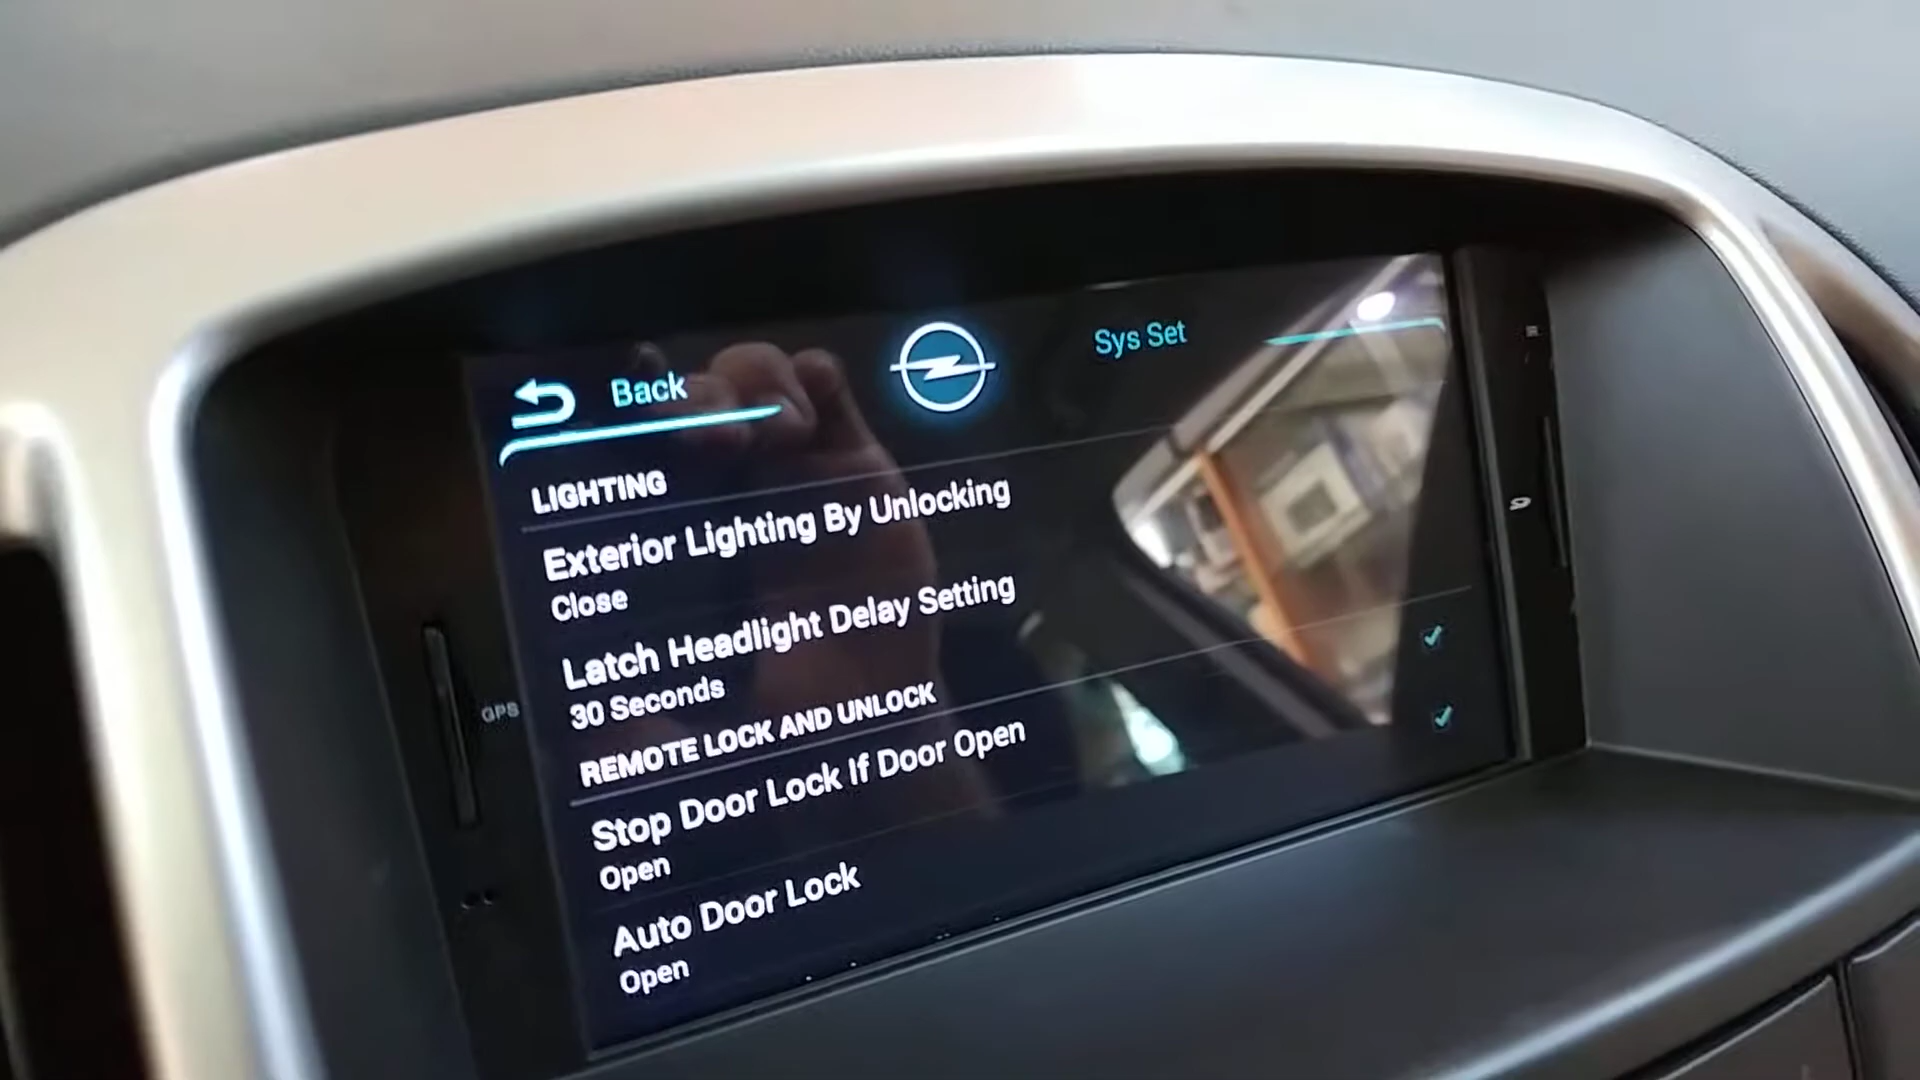 Back
Sys Set
LIGHTING
Exterior Lighting By Unlocking
Close
Latch Headlight Delay Setting
30 Seconds
REMOTE LOCK AND UNLOCK
Stop Door Lock If Door Open
Open
Auto Door Lock
Open
GPS